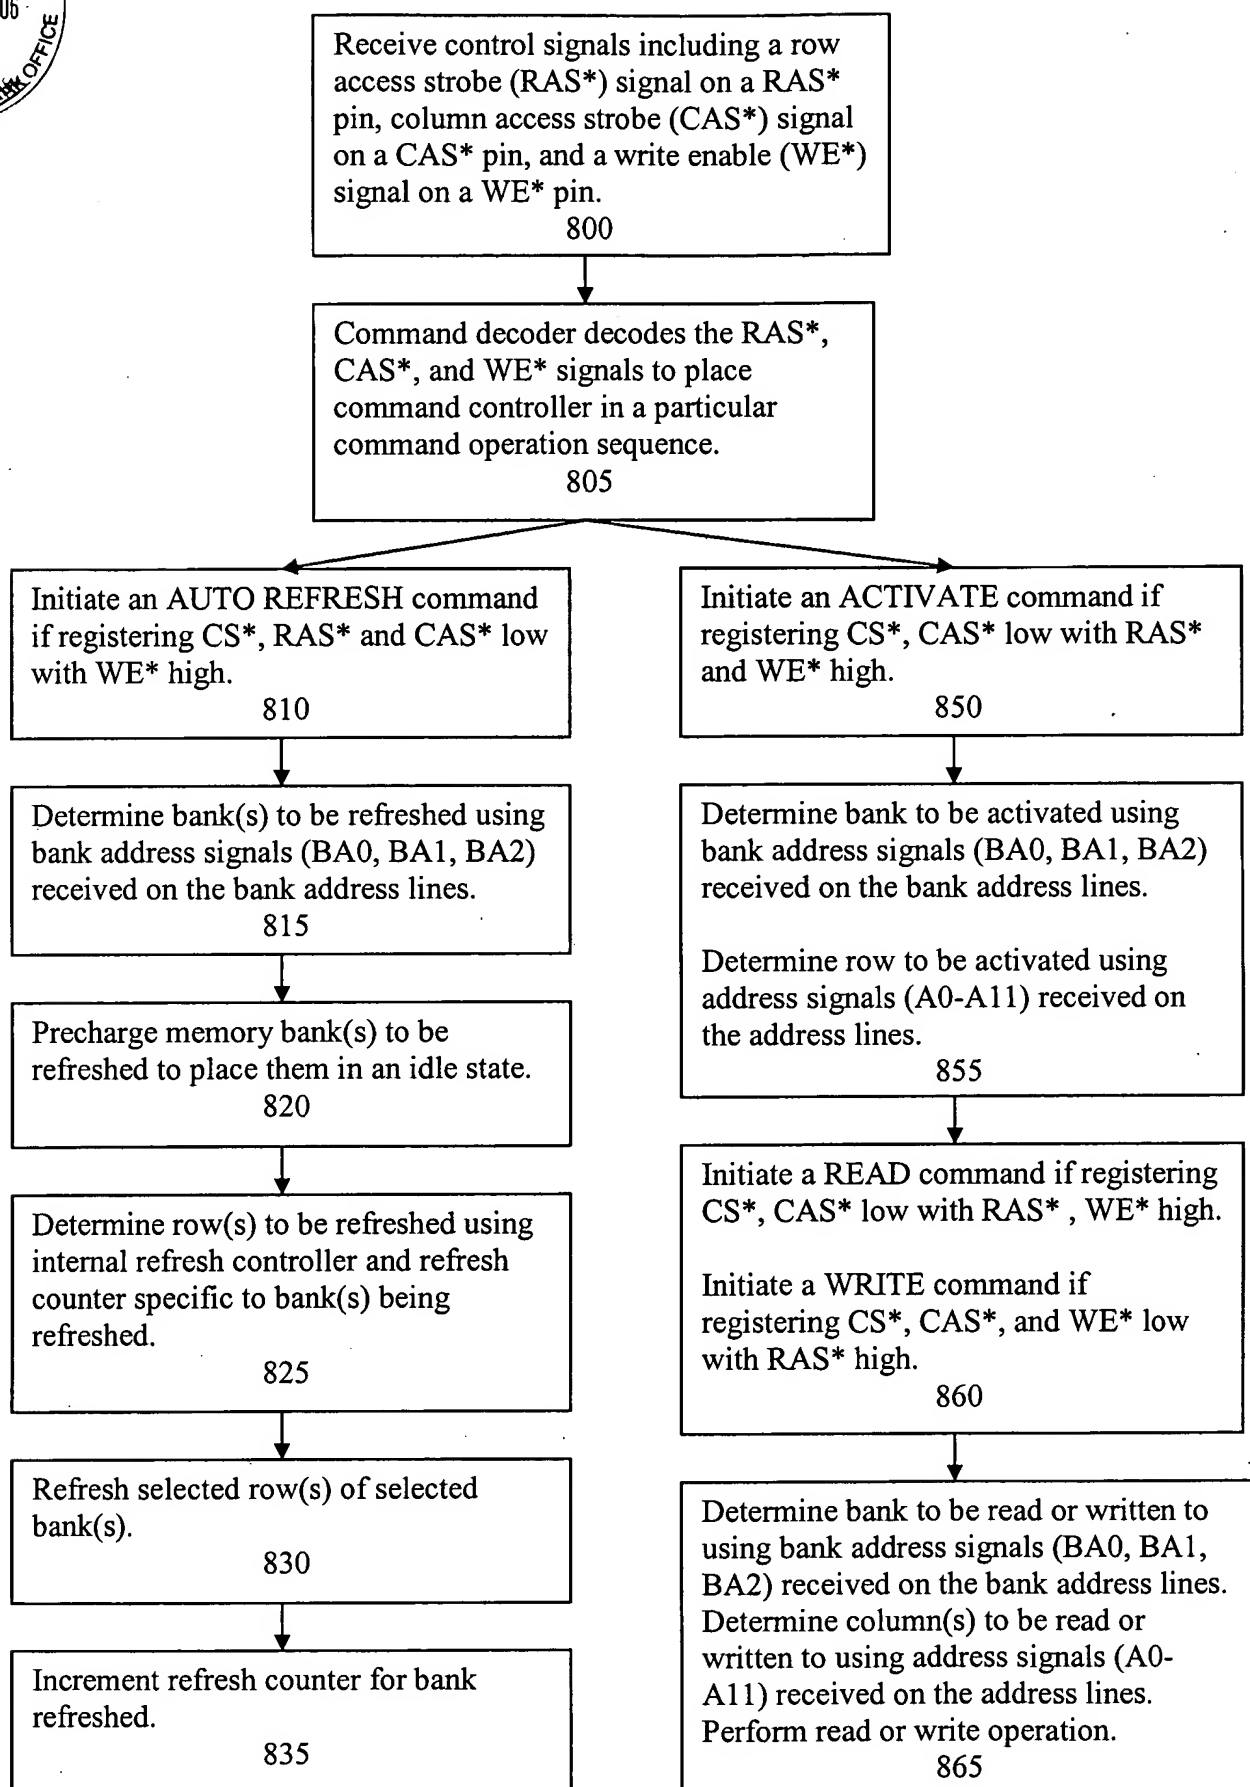 06
OFFICE
Receive control signals including a row
access strobe (RAS*) signal on a RAS*
pin, column access strobe (CAS*) signal
on a CAS* pin, and a write enable (WE*)
signal on a WE* pin.
800
Command decoder decodes the RAS*,
CAS*, and WE* signals to place
command controller in a particular
command operation sequence.
805
Initiate an AUTO REFRESH command
if registering CS*, RAS* and CAS* low
with WE* high.
810
Determine bank(s) to be refreshed using
bank address signals (BA0, BA1, BA2)
received on the bank address lines.
815
Precharge memory bank(s) to be
refreshed to place them in an idle state.
820
Determine row(s) to be refreshed using
internal refresh controller and refresh
counter specific to bank(s) being
refreshed.
825
Refresh selected row(s) of selected
bank(s).
830
Increment refresh counter for bank
refreshed.
835
Initiate an ACTIVATE command if
registering CS*, CAS* low with RAS*
and WE* high.
850
Determine bank to be activated using
bank address signals (BA0, BA1, BA2)
received on the bank address lines.
Determine row to be activated using
address signals (A0-A11) received on
the address lines.
855
Initiate a READ command if registering
CS*, CAS* low with RAS* , WE* high.
Initiate a WRITE command if
registering CS*, CAS*, and WE* low
with RAS* high.
860
Determine bank to be read or written to
using bank address signals (BA0, BA1,
BA2) received on the bank address lines.
Determine column(s) to be read or
written to using address signals (A0-
A11) received on the address lines.
Perform read or write operation.
865